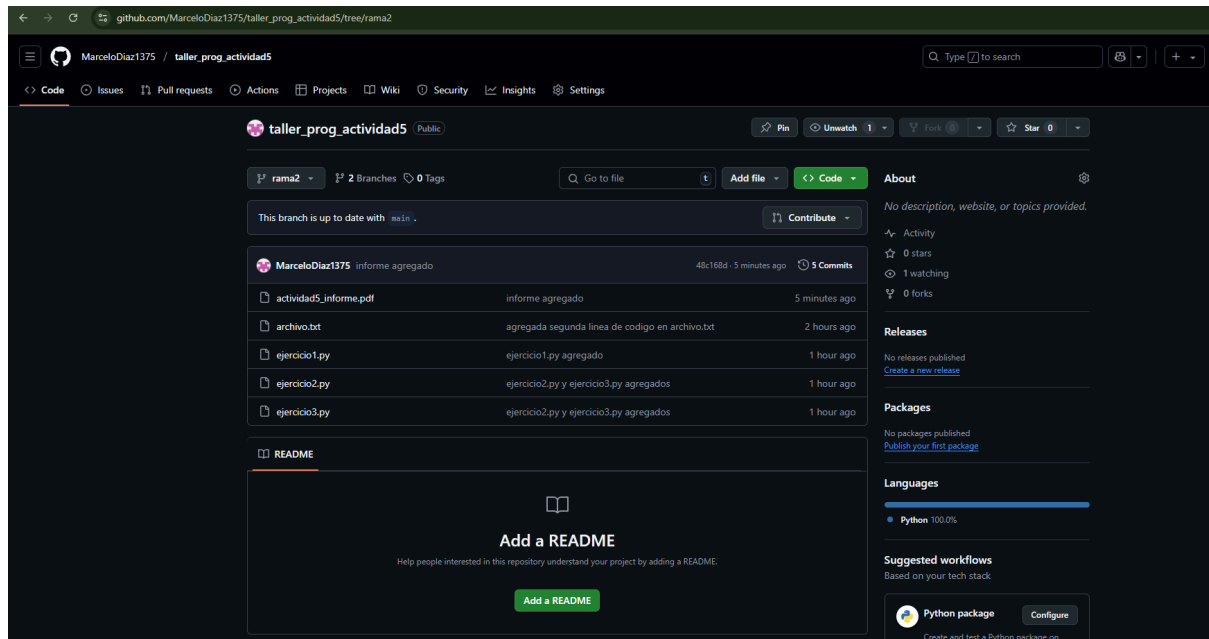 github.com/MarceloDiaz1375/taller_prog_actividad5/tree/rama2
MarceloDiaz1375 / taller_prog_actividad5
Type / to search
Code Issues Pull requests Actions Projects Wiki Security Insights Settings
taller_prog_actividad5 Public
Pin Unwatch 1 Fork 0 Star 0
rama2 2 Branches 0 Tags Go to file t Add file Code
This branch is up to date with main .
Contribute
MarceloDiaz1375 informe agregado 48c168d · 5 minutes ago 5 Commits
actividad5_informe.pdf informe agregado 5 minutes ago
archivo.txt agregada segunda linea de codigo en archivo.txt 2 hours ago
ejercicio1.py ejercicio1.py agregado 1 hour ago
ejercicio2.py ejercicio2.py y ejercicio3.py agregados 1 hour ago
ejercicio3.py ejercicio2.py y ejercicio3.py agregados 1 hour ago
README
Add a README
Help people interested in this repository understand your project by adding a README.
Add a README
About
No description, website, or topics provided.
Activity
0 stars
1 watching
0 forks
Releases
No releases published
Create a new release
Packages
No packages published
Publish your first package
Languages
Python 100.0%
Suggested workflows
Based on your tech stack
Python package Configure
Create and test a Python package on